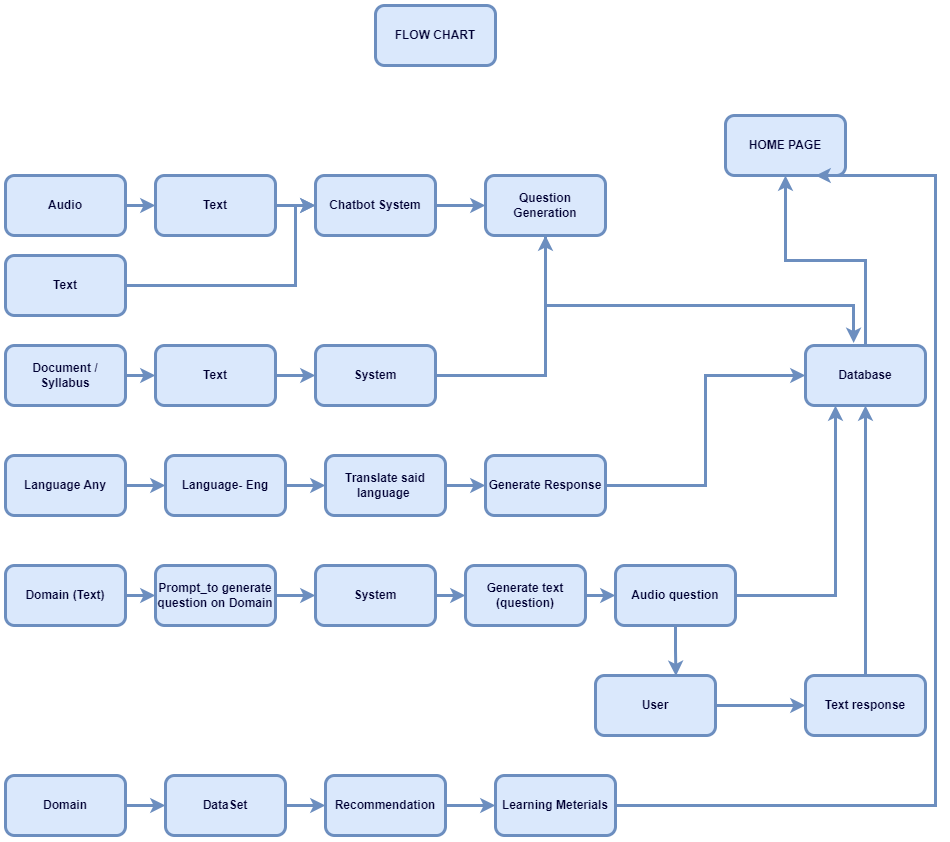 FLOW CHART
HOME PAGE
Audio
Text
Chatbot System
Question
Generation
Text
Document /
Syllabus
Text
System
Database
Language Any
Language- Eng
Translate said
language
Generate Response
Domain (Text)
Prompt_to generate
question on Domain
System
Generate text
(question)
Audio question
User
Text response
Domain
DataSet
Recommendation
Learning Meterials